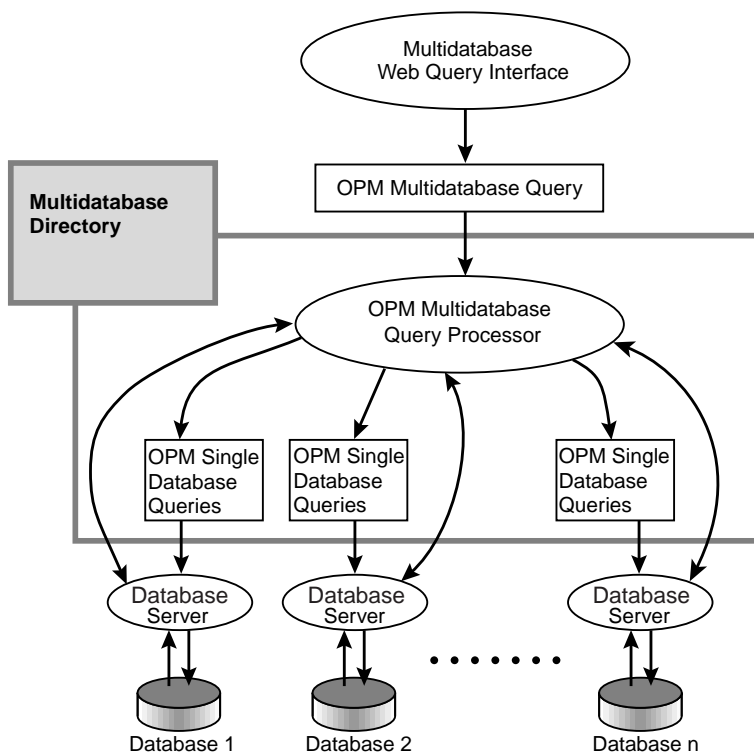 Multidatabase
Web Query Interface
OPM Multidatabase Query
Multidatabase
Directory
OPM Multidatabase
Query Processor
OPM Single
Database
Queries
OPM Single
Database
Queries
OPM Single
Database
Queries
Database
Server
Database
Server
Database
Server
Database 1
Database 2
Database n